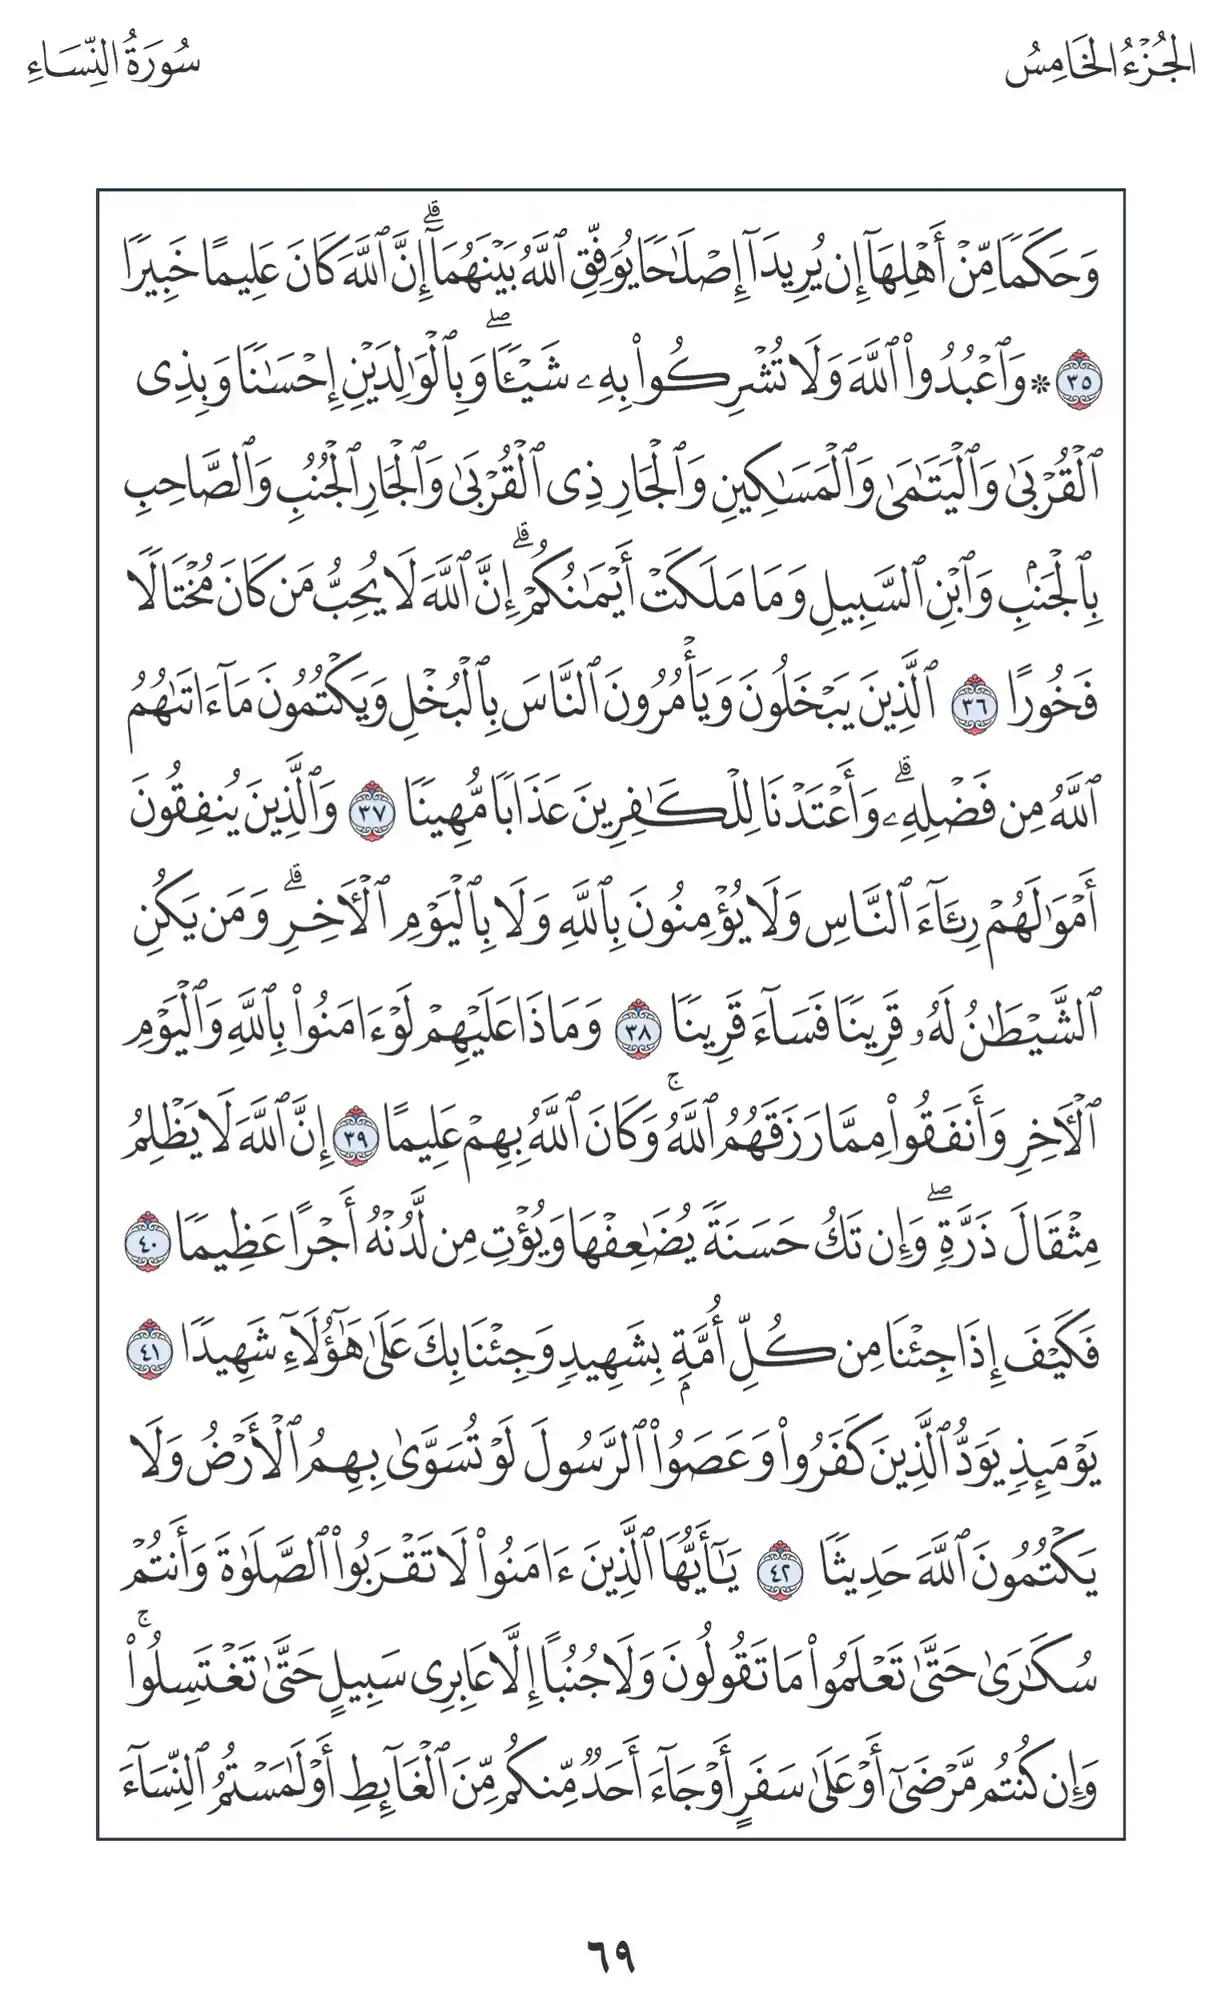 الجُزْءُ الخَامِسُ
سُورَةُ النِّسَاءِ
وَحَكَمٗا مِّنۡ أَهۡلِهَآ إِن يُرِيدَآ إِصۡلَٰحٗا يُوَفِّقِ ٱللَّهُ بَيۡنَهُمَآۗ إِنَّ ٱللَّهَ كَانَ عَلِيمًا خَبِيرٗا
٣٥ ۞ وَٱعۡبُدُواْ ٱللَّهَ وَلَا تُشۡرِكُواْ بِهِۦ شَيۡـٔٗاۖ وَبِٱلۡوَٰلِدَيۡنِ إِحۡسَٰنٗا وَبِذِي
ٱلۡقُرۡبَىٰ وَٱلۡيَتَٰمَىٰ وَٱلۡمَسَٰكِينِ وَٱلۡجَارِ ذِي ٱلۡقُرۡبَىٰ وَٱلۡجَارِ ٱلۡجُنُبِ وَٱلصَّاحِبِ
بِٱلۡجَنۢبِ وَٱبۡنِ ٱلسَّبِيلِ وَمَا مَلَكَتۡ أَيۡمَٰنُكُمۡۗ إِنَّ ٱللَّهَ لَا يُحِبُّ مَن كَانَ مُخۡتَالٗا
فَخُورًا ٣٦ ٱلَّذِينَ يَبۡخَلُونَ وَيَأۡمُرُونَ ٱلنَّاسَ بِٱلۡبُخۡلِ وَيَكۡتُمُونَ مَآ ءَاتَىٰهُمُ
ٱللَّهُ مِن فَضۡلِهِۦۗ وَأَعۡتَدۡنَا لِلۡكَٰفِرِينَ عَذَابٗا مُّهِينٗا ٣٧ وَٱلَّذِينَ يُنفِقُونَ
أَمۡوَٰلَهُمۡ رِئَآءَ ٱلنَّاسِ وَلَا يُؤۡمِنُونَ بِٱللَّهِ وَلَا بِٱلۡيَوۡمِ ٱلۡأٓخِرِۗ وَمَن يَكُنِ
ٱلشَّيۡطَٰنُ لَهُۥ قَرِينٗا فَسَآءَ قَرِينٗا ٣٨ وَمَاذَا عَلَيۡهِمۡ لَوۡ ءَامَنُواْ بِٱللَّهِ وَٱلۡيَوۡمِ
ٱلۡأٓخِرِ وَأَنفَقُواْ مِمَّا رَزَقَهُمُ ٱللَّهُۚ وَكَانَ ٱللَّهُ بِهِمۡ عَلِيمًا ٣٩ إِنَّ ٱللَّهَ لَا يَظۡلِمُ
مِثۡقَالَ ذَرَّةٖۖ وَإِن تَكُ حَسَنَةٗ يُضَٰعِفۡهَا وَيُؤۡتِ مِن لَّدُنۡهُ أَجۡرًا عَظِيمٗا ٤٠
فَكَيۡفَ إِذَا جِئۡنَا مِن كُلِّ أُمَّةِۭ بِشَهِيدٖ وَجِئۡنَا بِكَ عَلَىٰ هَٰٓؤُلَآءِ شَهِيدٗا ٤١
يَوۡمَئِذٖ يَوَدُّ ٱلَّذِينَ كَفَرُواْ وَعَصَوُاْ ٱلرَّسُولَ لَوۡ تُسَوَّىٰ بِهِمُ ٱلۡأَرۡضُ وَلَا
يَكۡتُمُونَ ٱللَّهَ حَدِيثٗا ٤٢ يَٰٓأَيُّهَا ٱلَّذِينَ ءَامَنُواْ لَا تَقۡرَبُواْ ٱلصَّلَوٰةَ وَأَنتُمۡ
سُكَٰرَىٰ حَتَّىٰ تَعۡلَمُواْ مَا تَقُولُونَ وَلَا جُنُبًا إِلَّا عَابِرِي سَبِيلٍ حَتَّىٰ تَغۡتَسِلُواْۚ
وَإِن كُنتُم مَّرۡضَىٰٓ أَوۡ عَلَىٰ سَفَرٍ أَوۡ جَآءَ أَحَدٞ مِّنكُم مِّنَ ٱلۡغَآئِطِ أَوۡ لَٰمَسۡتُمُ ٱلنِّسَآءَ
٦٩